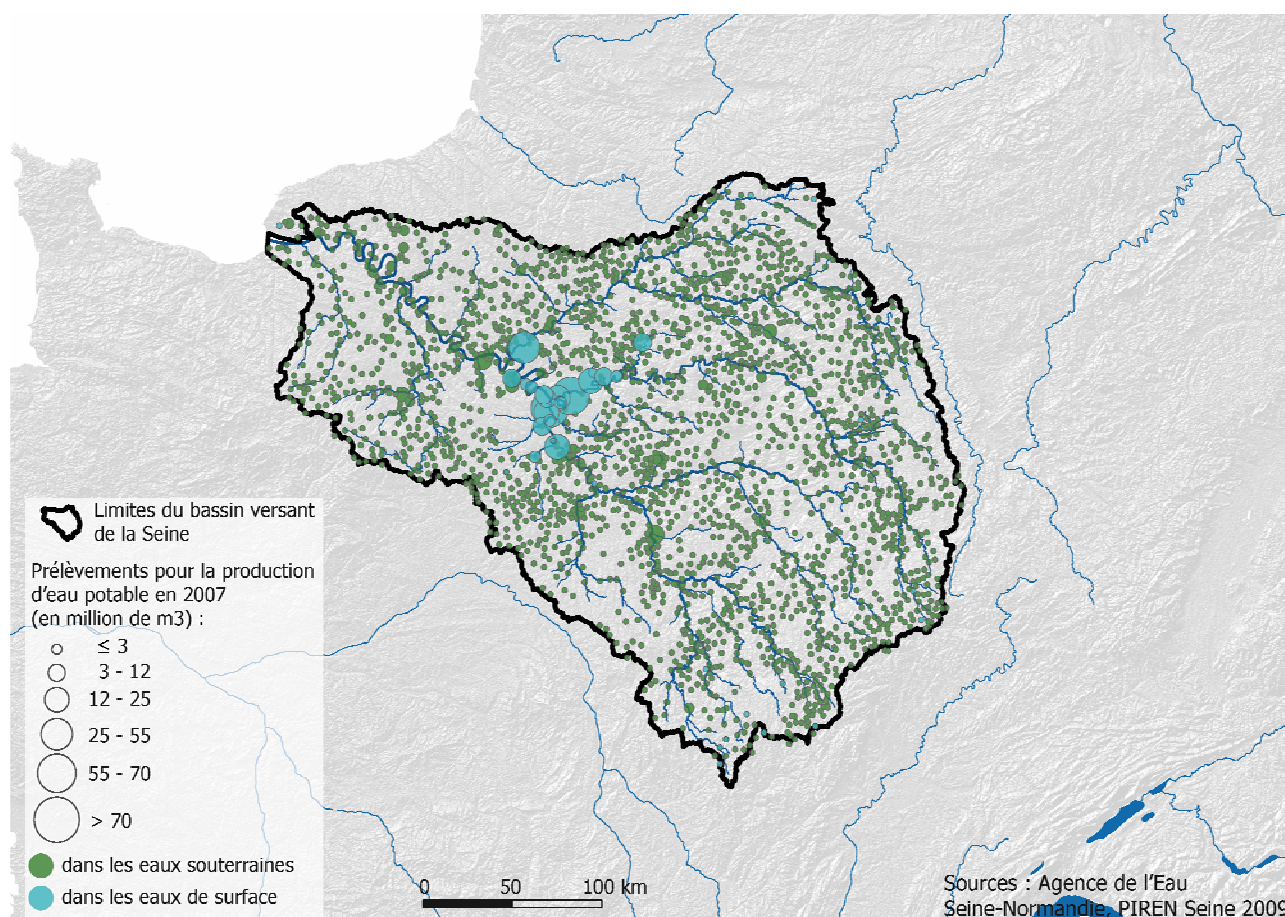 Limites du bassin versant
de la Seine
Prélèvements pour la production
d'eau potable en 2007
(en million de m3) :
≤ 3
3 - 12
12 - 25
25 - 55
55 - 70
> 70
dans les eaux souterraines
dans les eaux de surface
0 50 100 km
Sources : Agence de l'Eau
Seine-Normandie, PIREN Seine 2009